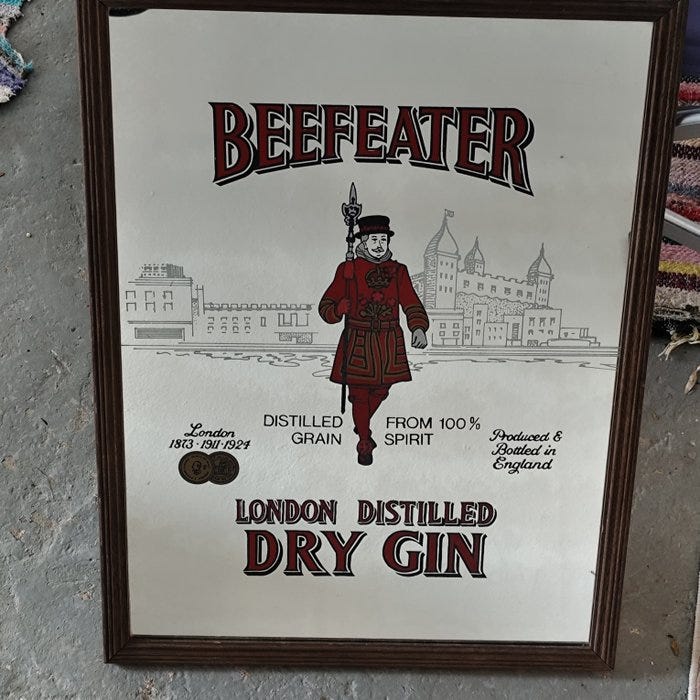 BEEFEATER
DISTILLED FROM 100%
GRAIN SPIRIT
London
1873·1911·1924
Produced &
Bottled in
England
LONDON DISTILLED
DRY GIN